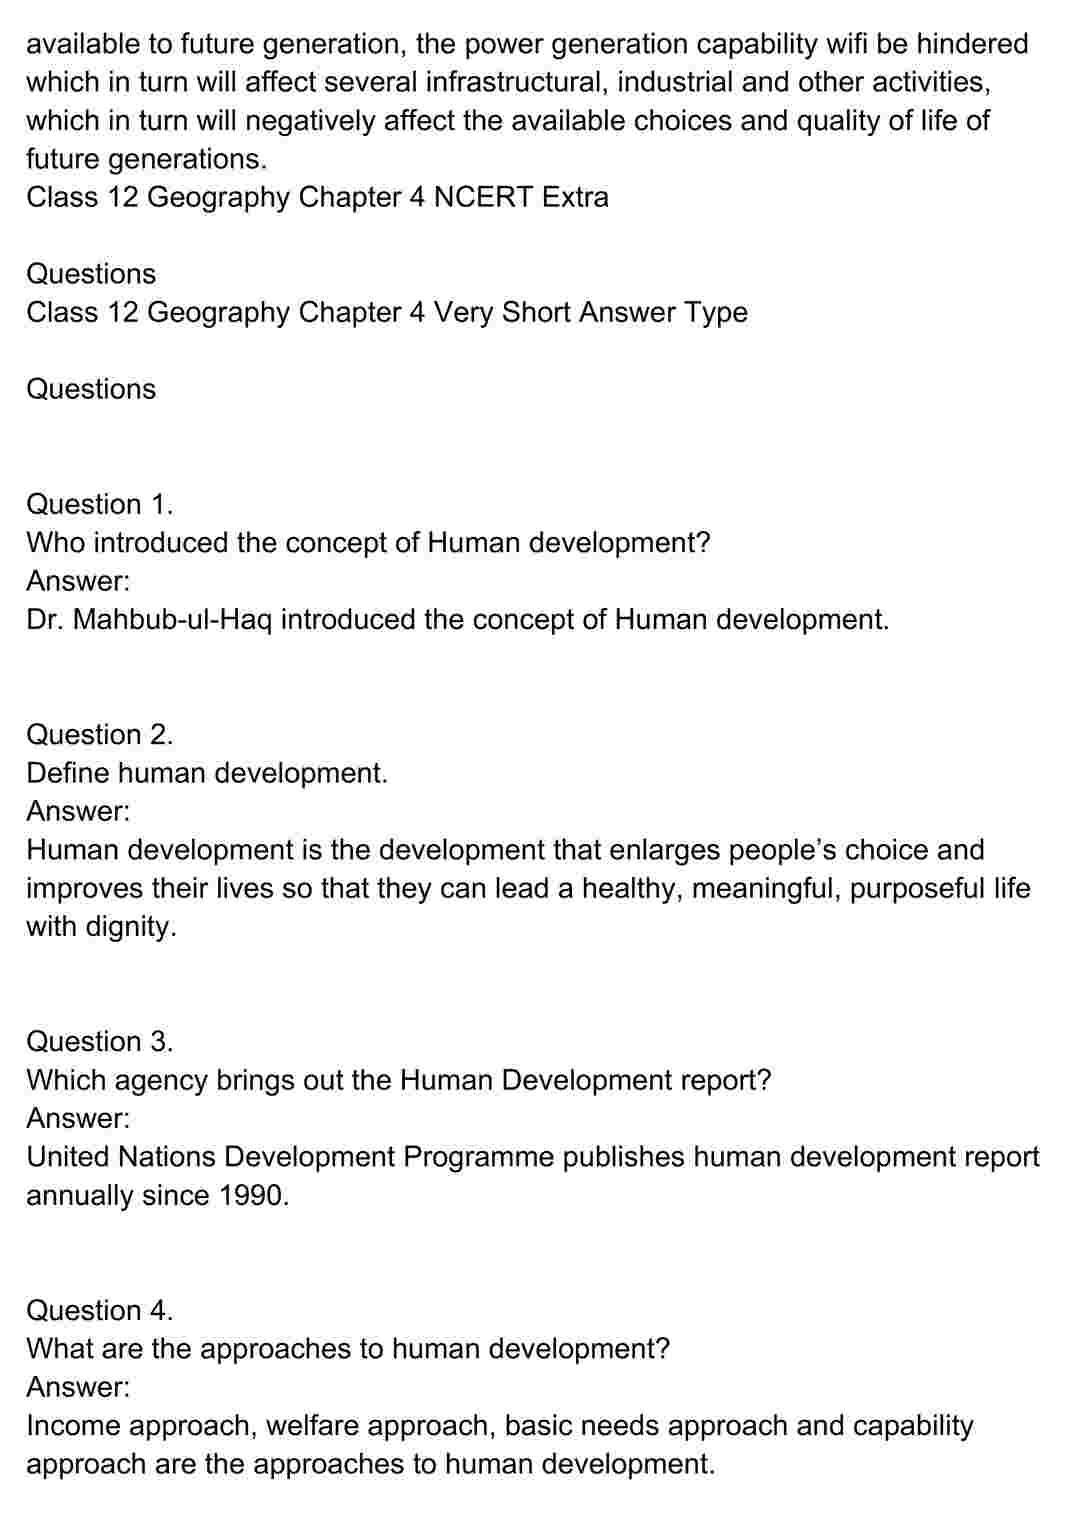 available to future generation, the power generation capability wifi be hindered
which in turn will affect several infrastructural, industrial and other activities,
which in turn will negatively affect the available choices and quality of life of
future generations.
Class 12 Geography Chapter 4 NCERT Extra
Questions
Class 12 Geography Chapter 4 Very Short Answer Type
Questions
Question 1.
Who introduced the concept of Human development?
Answer:
Dr. Mahbub-ul-Haq introduced the concept of Human development.
Question 2.
Define human development.
Answer:
Human development is the development that enlarges people’s choice and
improves their lives so that they can lead a healthy, meaningful, purposeful life
with dignity.
Question 3.
Which agency brings out the Human Development report?
Answer:
United Nations Development Programme publishes human development report
annually since 1990.
Question 4.
What are the approaches to human development?
Answer:
Income approach, welfare approach, basic needs approach and capability
approach are the approaches to human development.